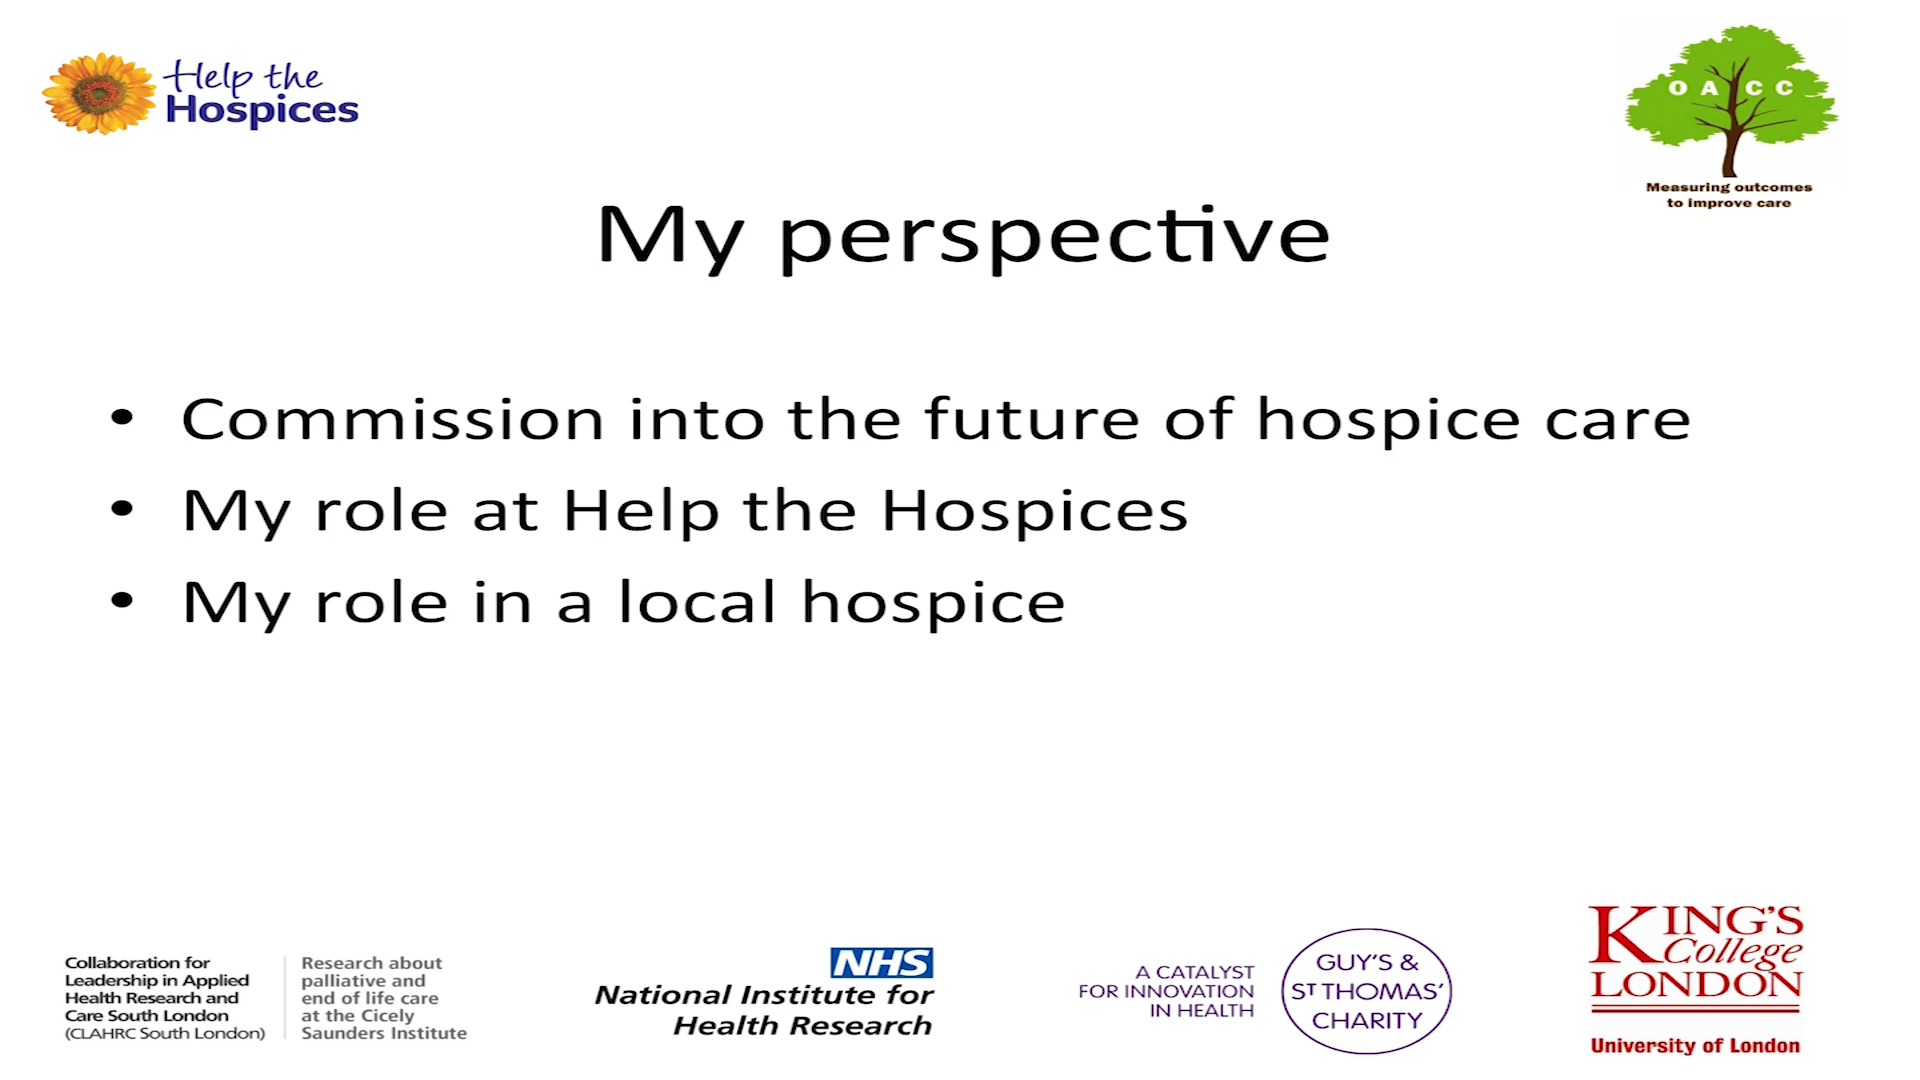 Help the
Hospices
O A C C
Measuring outcomes
to improve care
My perspective
• Commission into the future of hospice care
• My role at Help the Hospices
• My role in a local hospice
Collaboration for
Leadership in Applied
Health Research and
Care South London
(CLAHRC South London)
Research about
palliative and
end of life care
at the Cicely
Saunders Institute
NHS
National Institute for
Health Research
A CATALYST
FOR INNOVATION
IN HEALTH
GUY'S &
ST THOMAS'
CHARITY
KING'S
College
LONDON
University of London